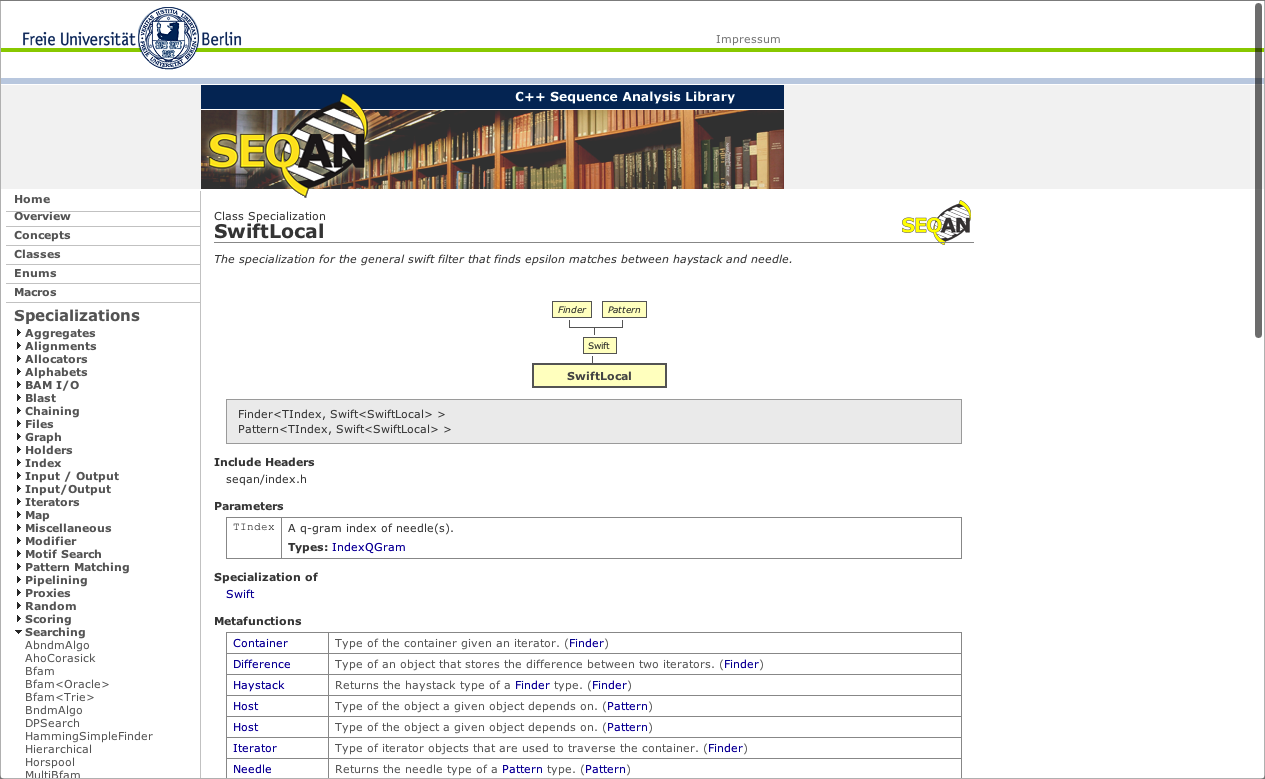 Freie Universität Berlin
Impressum
C++ Sequence Analysis Library
SEQAN
Home
Overview
Concepts
Classes
Enums
Macros
Specializations
Aggregates
Alignments
Allocators
Alphabets
BAM I/O
Blast
Chaining
Files
Graph
Holders
Index
Input / Output
Input/Output
Iterators
Map
Miscellaneous
Modifier
Motif Search
Pattern Matching
Pipelining
Proxies
Random
Scoring
Searching
AbndmAlgo
AhoCorasick
Bfam
Bfam<Oracle>
Bfam<Trie>
BndmAlgo
DPSearch
HammingSimpleFinder
Hierarchical
Horspool
MultiBfam
Class Specialization
SwiftLocal
SEQAN
The specialization for the general swift filter that finds epsilon matches between haystack and needle.
Finder Pattern
Swift
SwiftLocal
Finder<TIndex, Swift<SwiftLocal> >
Pattern<TIndex, Swift<SwiftLocal> >
Include Headers
seqan/index.h
Parameters
TIndex A q-gram index of needle(s).
Types: IndexQGram
Specialization of
Swift
Metafunctions
Container Type of the container given an iterator. (Finder)
Difference Type of an object that stores the difference between two iterators. (Finder)
Haystack Returns the haystack type of a Finder type. (Finder)
Host Type of the object a given object depends on. (Pattern)
Host Type of the object a given object depends on. (Pattern)
Iterator Type of iterator objects that are used to traverse the container. (Finder)
Needle Returns the needle type of a Pattern type. (Pattern)